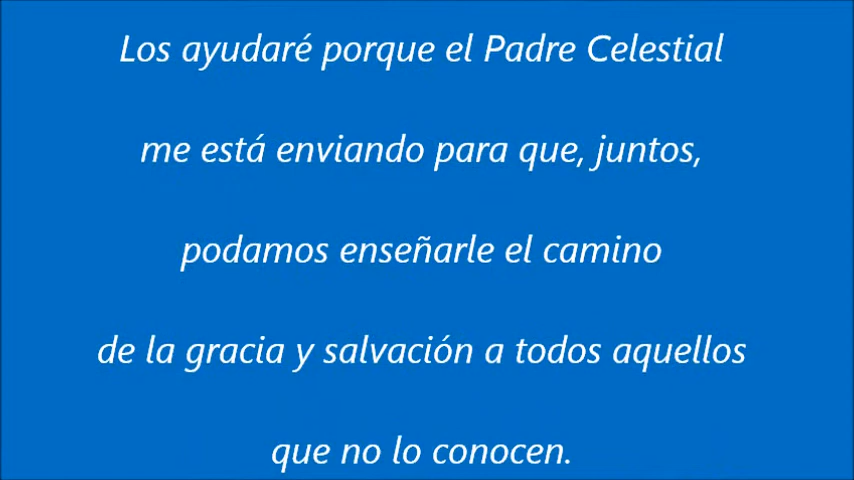 Los ayudaré porque el Padre Celestial
me está enviando para que, juntos,
podamos enseñarle el camino
de la gracia y salvación a todos aquellos
que no lo conocen.